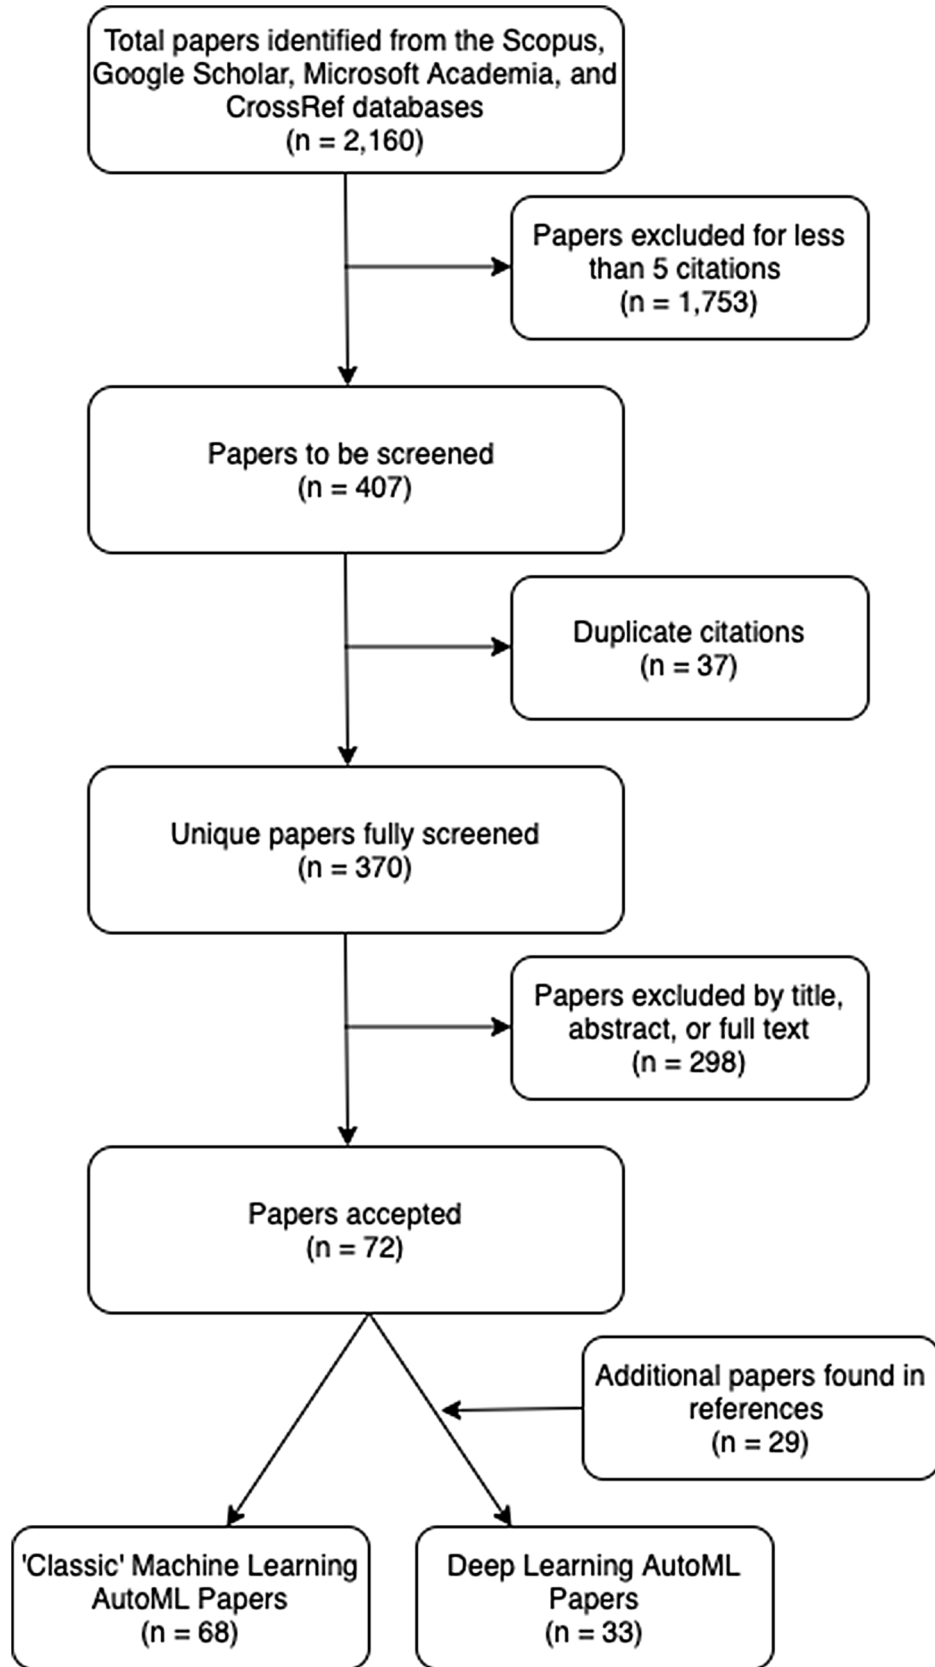 Total papers identified from the Scopus,
Google Scholar, Microsoft Academia, and
CrossRef databases
(n = 2,160)
Papers excluded for less
than 5 citations
(n = 1,753)
Papers to be screened
(n = 407)
Duplicate citations
(n = 37)
Unique papers fully screened
(n = 370)
Papers excluded by title,
abstract, or full text
(n = 298)
Papers accepted
(n = 72)
Additional papers found in
references
(n = 29)
'Classic' Machine Learning
AutoML Papers
(n = 68)
Deep Learning AutoML
Papers
(n = 33)